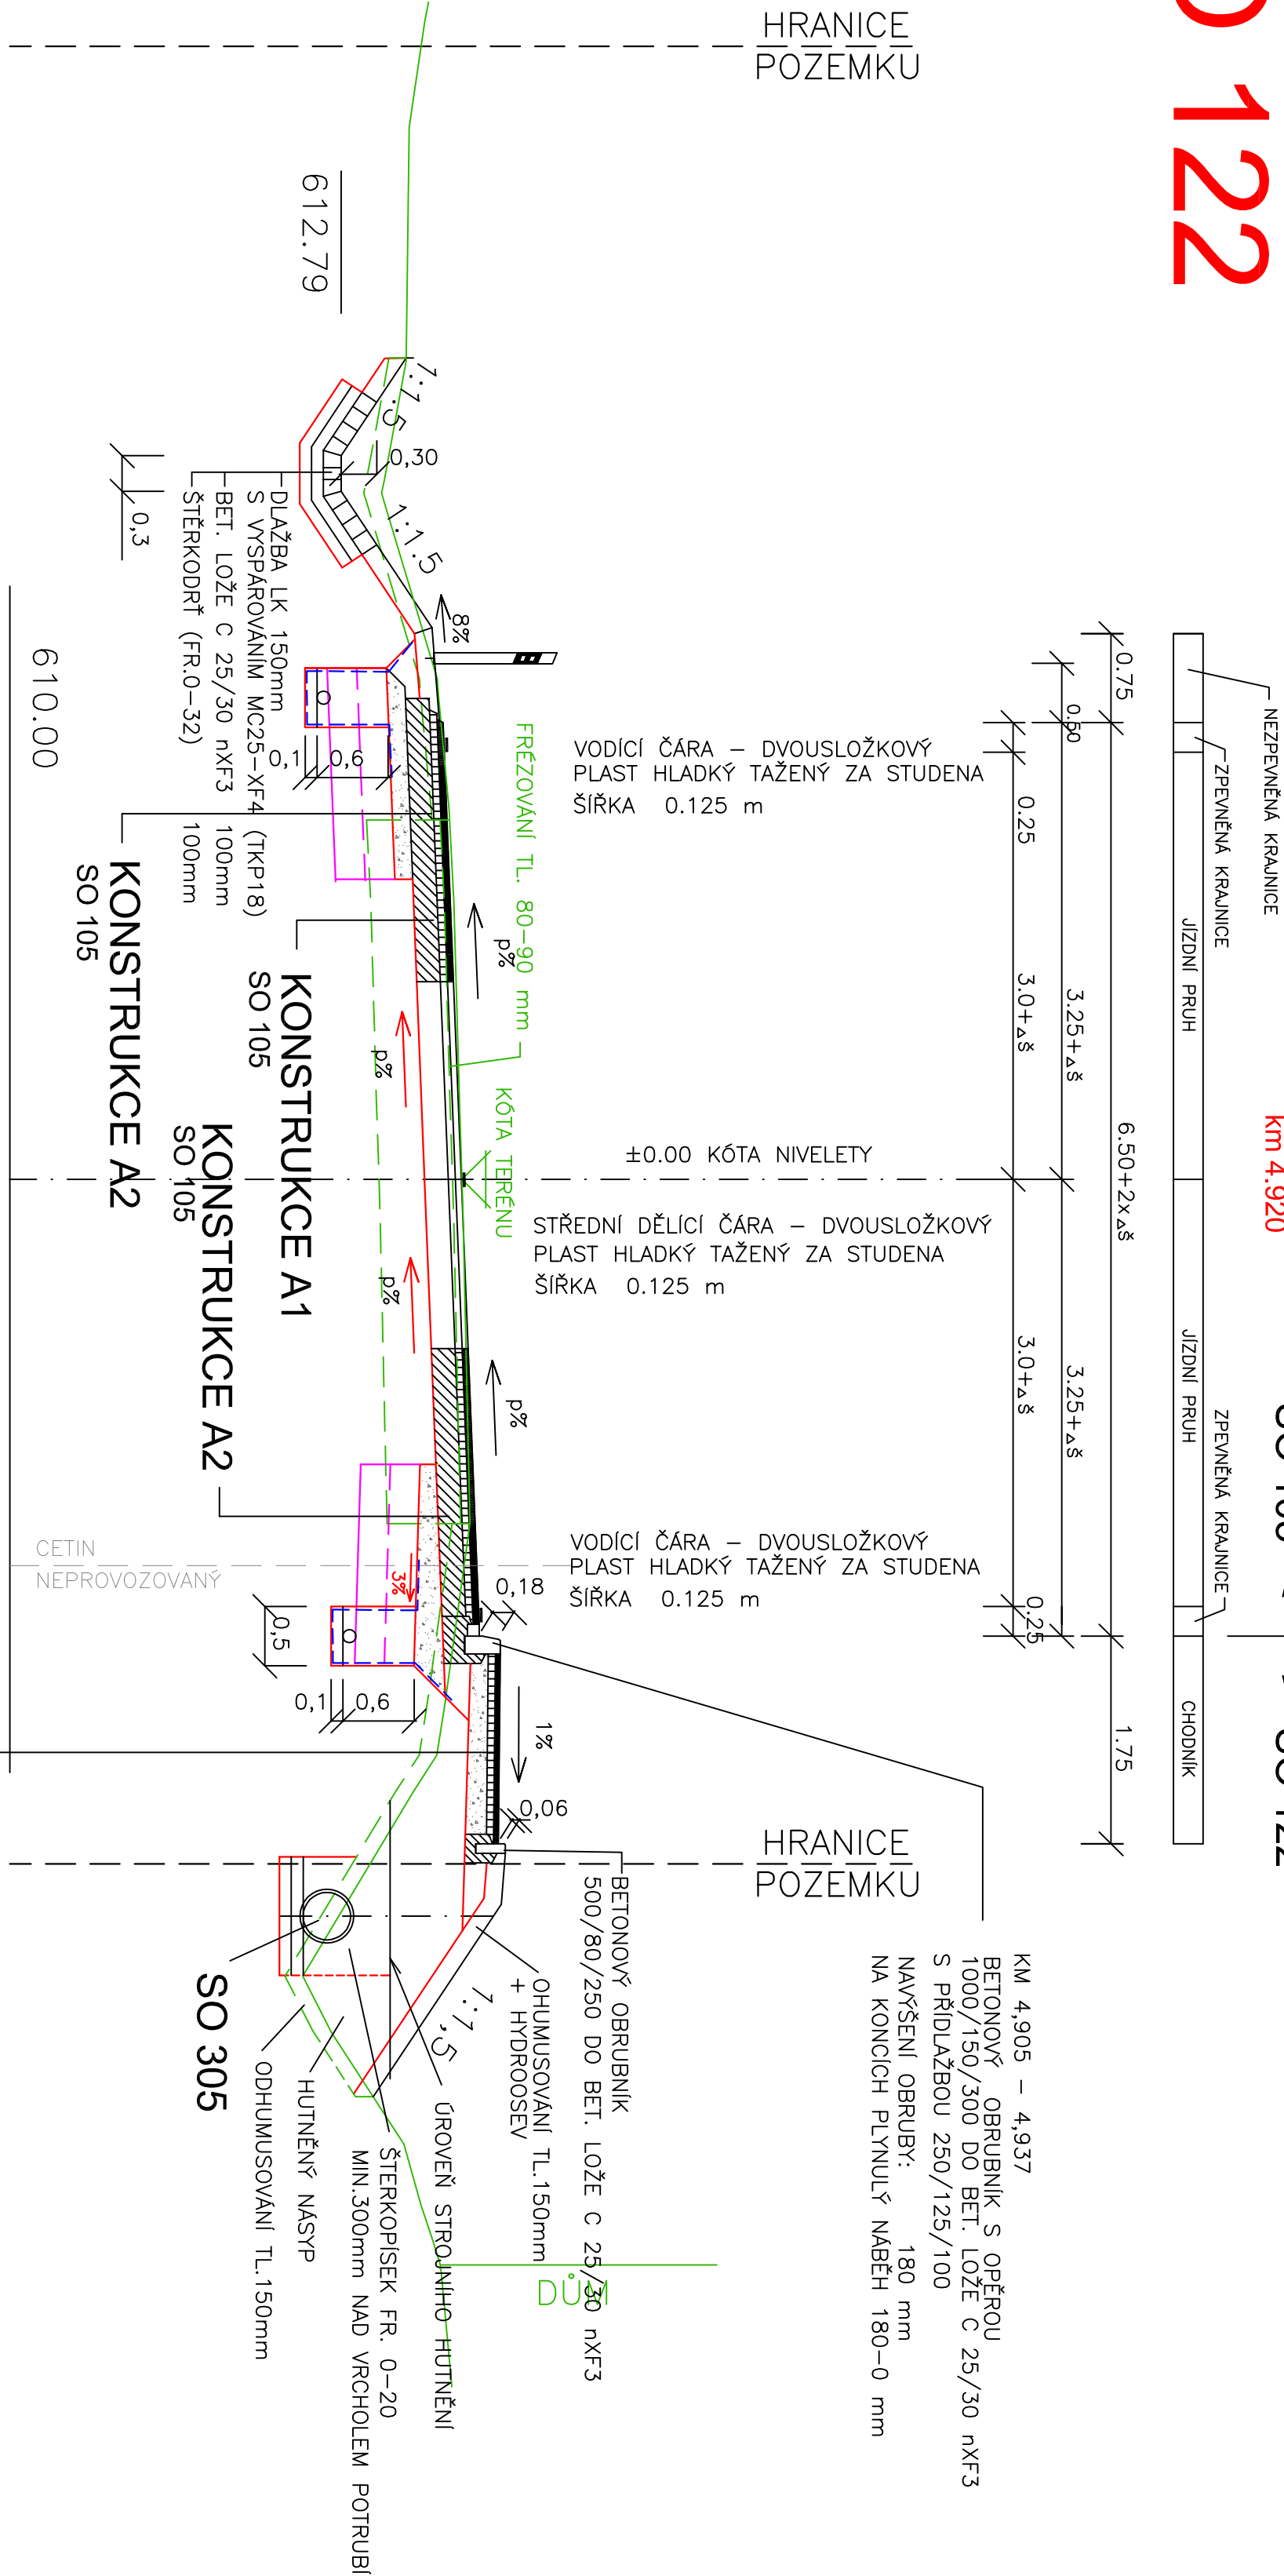 122
km 4.920
NEZPEVNĚNÁ KRAJNICE
ZPEVNĚNÁ KRAJNICE
JÍZDNÍ PRUH
JÍZDNÍ PRUH
ZPEVNĚNÁ KRAJNICE
CHODNÍK
0.75
6.50+2x△š
1.75
0.50
3.25+△š
3.25+△š
0.25
3.0+△š
3.0+△š
0.25
HRANICE
POZEMKU
612.79
610.00
1:1.5
0,30
1:1.5
0,3
8%
DLAŽBA LK 150mm
S VYSPÁROVÁNÍM MC25-XF4 (TKP18)
BET. LOŽE C 25/30 nXF3 100mm
ŠTĚRKODRŤ (FR.0-32) 100mm
0,1
0,6
VODÍCÍ ČÁRA – DVOUSLOŽKOVÝ
PLAST HLADKÝ TAŽENÝ ZA STUDENA
ŠÍŘKA 0.125 m
FRÉZOVÁNÍ TL. 80-90 mm
p%
p%
KONSTRUKCE A2
SO 105
KONSTRUKCE A1
SO 105
KONSTRUKCE A2
SO 105
KÓTA TERÉNU
±0.00 KÓTA NIVELETY
STŘEDNÍ DĚLÍCÍ ČÁRA – DVOUSLOŽKOVÝ
PLAST HLADKÝ TAŽENÝ ZA STUDENA
ŠÍŘKA 0.125 m
p%
p%
CETIN
NEPROVOZOVANÝ
VODÍCÍ ČÁRA – DVOUSLOŽKOVÝ
PLAST HLADKÝ TAŽENÝ ZA STUDENA
ŠÍŘKA 0.125 m
3%
0,18
0,5
0,1
0,6
1%
0,06
HRANICE
POZEMKU
KM 4,905 – 4,937
BETONOVÝ OBRUBNÍK S OPĚROU
1000/150/300 DO BET. LOŽE C 25/30 nXF3
S PŘÍDLAŽBOU 250/125/100
NAVÝŠENÍ OBRUBY: 180 mm
NA KONCÍCH PLYNULÝ NÁBĚH 180-0 mm
BETONOVÝ OBRUBNÍK
500/80/250 DO BET. LOŽE C 25/30 nXF3
OHUMUSOVÁNÍ TL.150mm
+ HYDROOSEV
1:1,5
DŮM
ÚROVEŇ STROJNÍHO HUTNĚNÍ
ŠTERKOPÍSEK FR. 0-20
MIN.300mm NAD VRCHOLEM POTRUBÍ
HUTNĚNÝ NÁSYP
ODHUMUSOVÁNÍ TL.150mm
SO 305